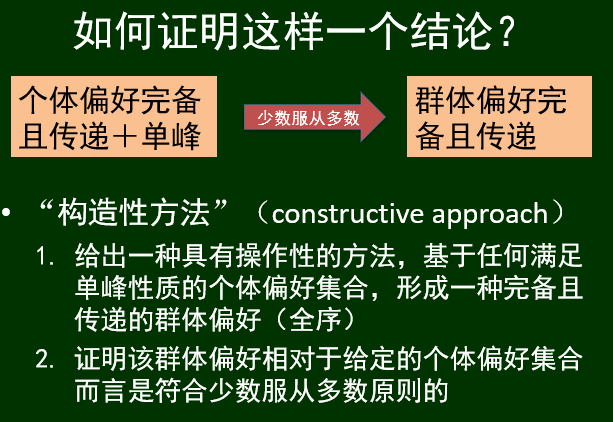 如何证明这样一个结论？
个体偏好完备
且传递＋单峰
少数服从多数
群体偏好完
备且传递
• “构造性方法”（constructive approach）
1. 给出一种具有操作性的方法，基于任何满足
单峰性质的个体偏好集合，形成一种完备且
传递的群体偏好（全序）
2. 证明该群体偏好相对于给定的个体偏好集合
而言是符合少数服从多数原则的